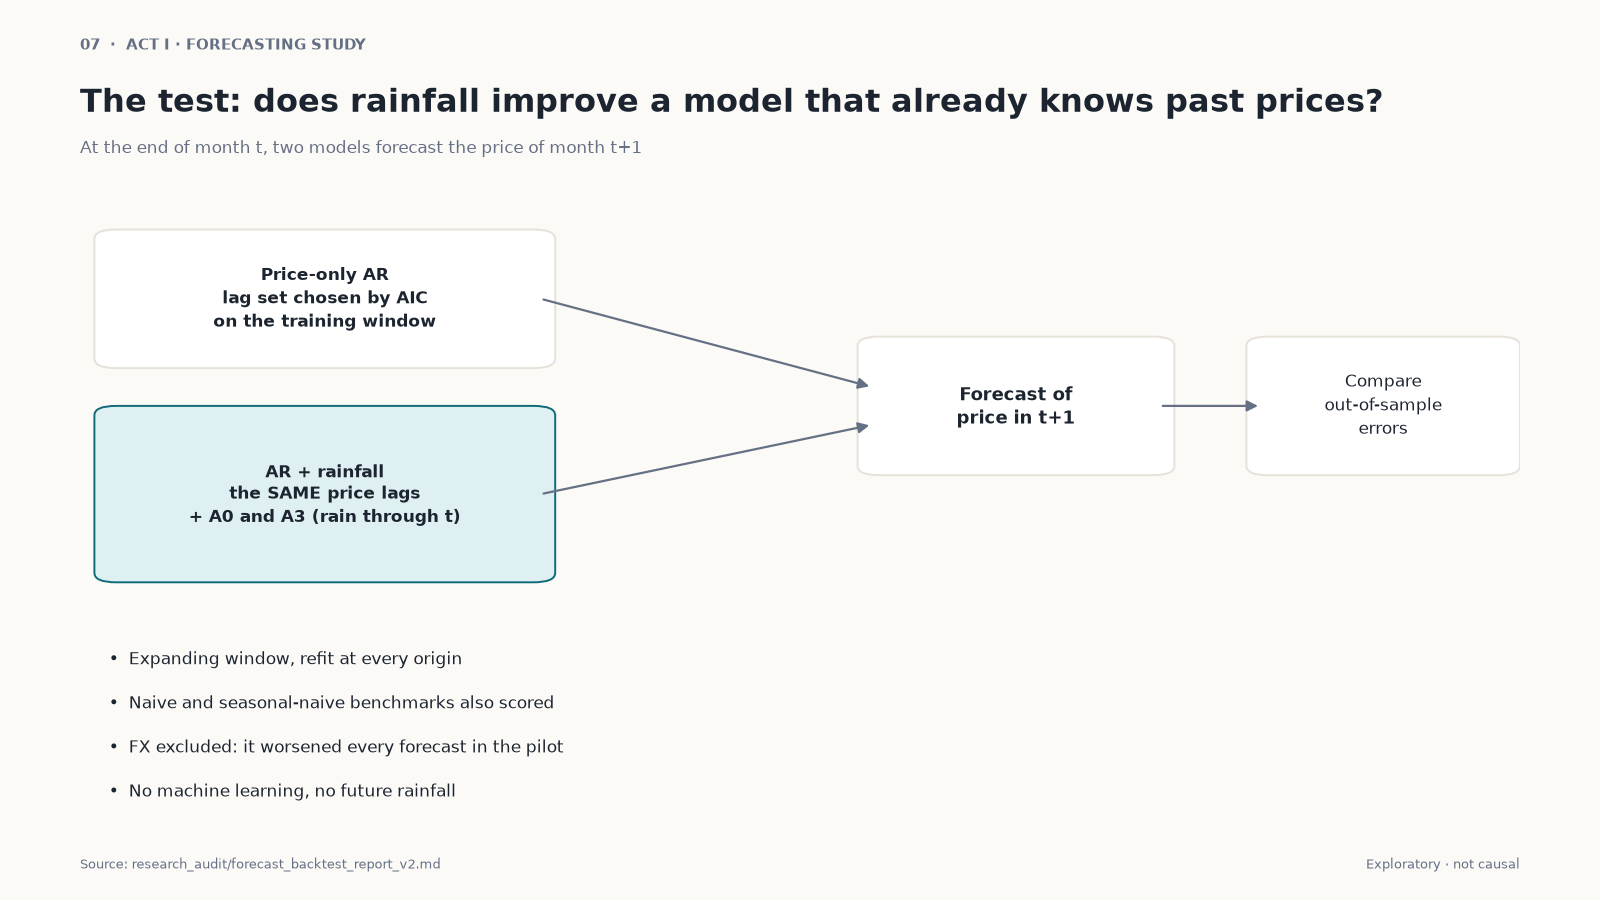 07 · ACT I · FORECASTING STUDY
The test: does rainfall improve a model that already knows past prices?
At the end of month t, two models forecast the price of month t+1
Price-only AR
lag set chosen by AIC
on the training window
AR + rainfall
the SAME price lags
+ A0 and A3 (rain through t)
Forecast of
price in t+1
Compare
out-of-sample
errors
• Expanding window, refit at every origin
• Naive and seasonal-naive benchmarks also scored
• FX excluded: it worsened every forecast in the pilot
• No machine learning, no future rainfall
Source: research_audit/forecast_backtest_report_v2.md
Exploratory · not causal